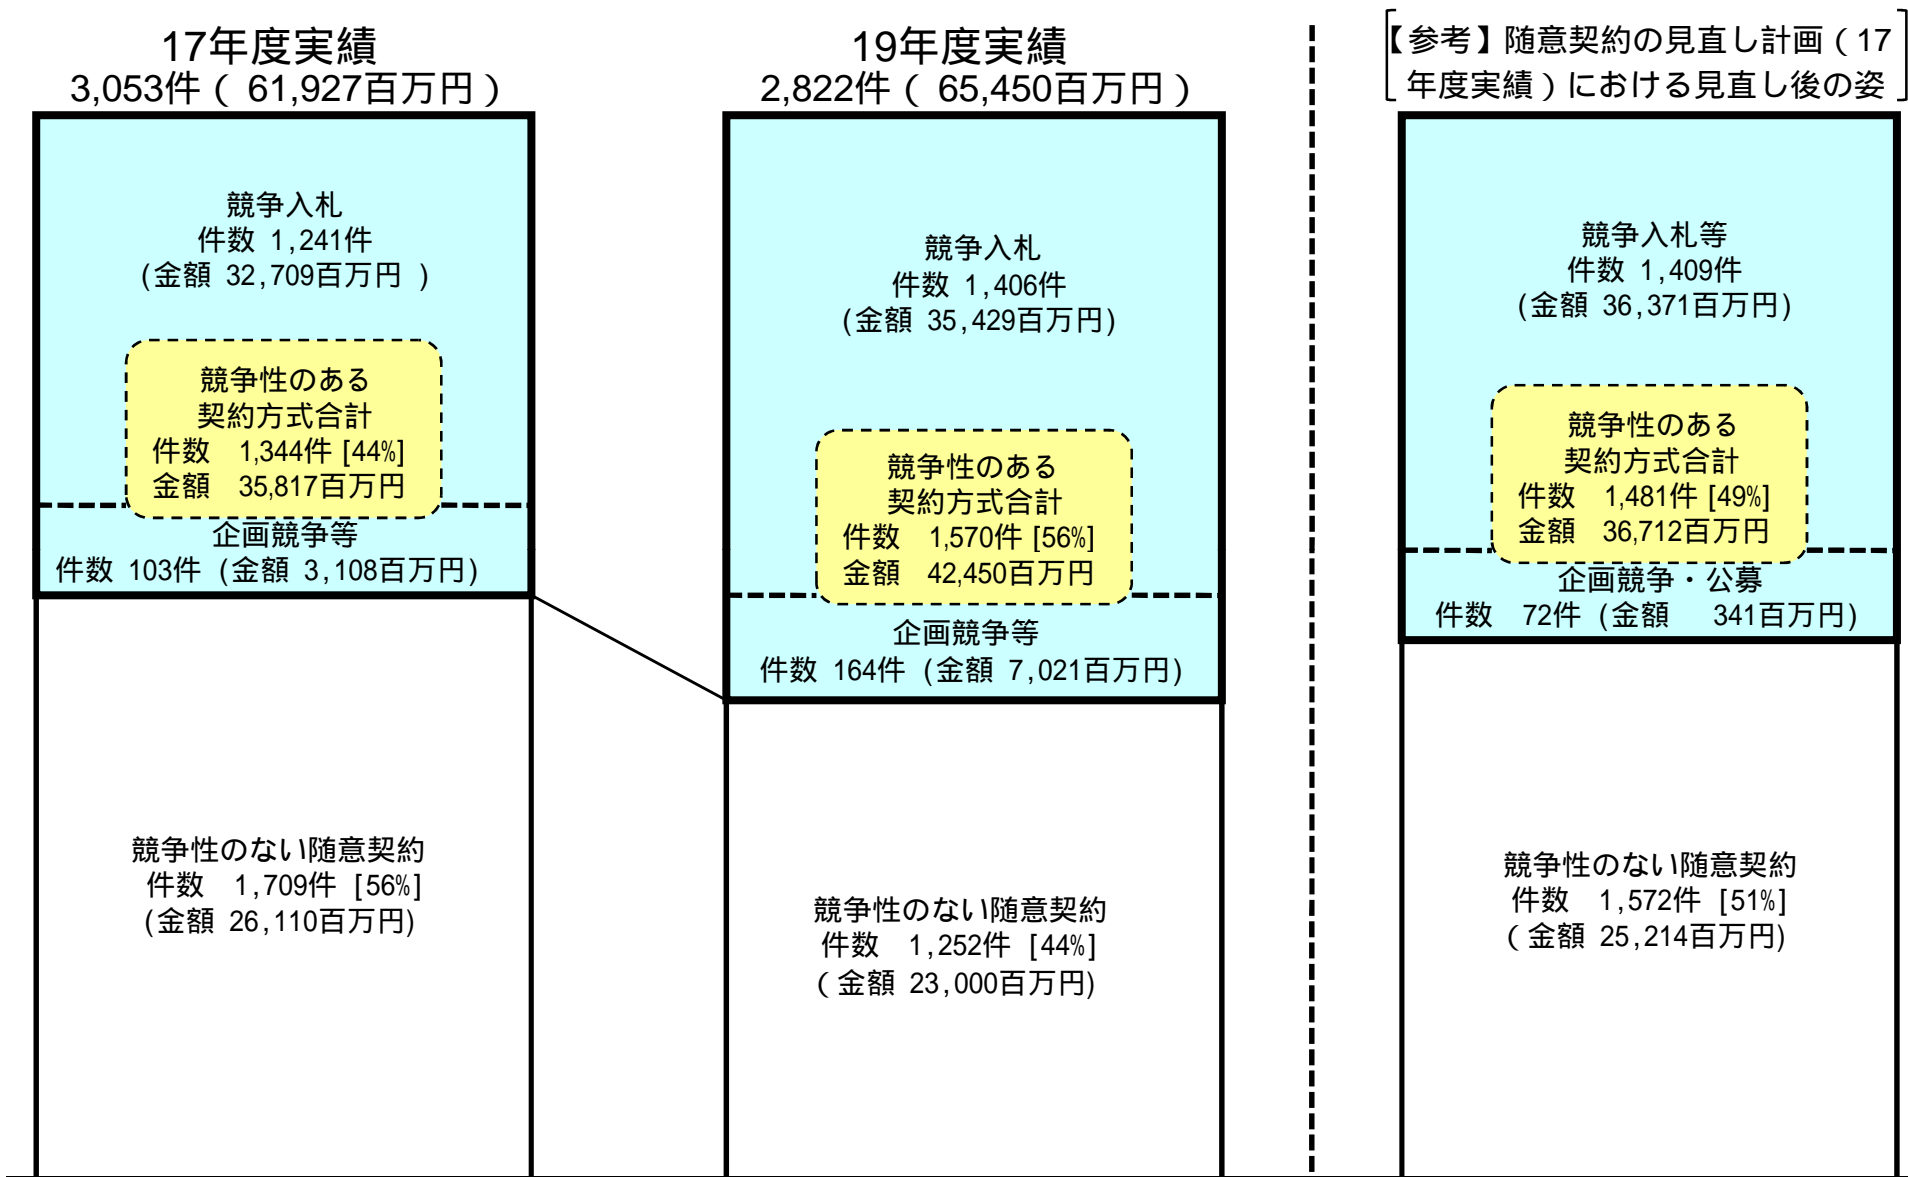 17年度実績
3,053件（ 61,927百万円）
競争入札
件数 1,241件
(金額 32,709百万円 )
競争性のある
契約方式合計
件数 1,344件 [44%]
金額 35,817百万円
企画競争等
件数 103件 (金額 3,108百万円)
競争性のない随意契約
件数 1,709件 [56%]
(金額 26,110百万円)
19年度実績
2,822件（ 65,450百万円）
競争入札
件数 1,406件
(金額 35,429百万円)
競争性のある
契約方式合計
件数 1,570件 [56%]
金額 42,450百万円
企画競争等
件数 164件 (金額 7,021百万円)
競争性のない随意契約
件数 1,252件 [44%]
（金額 23,000百万円)
【参考】随意契約の見直し計画（17
年度実績）における見直し後の姿
競争入札等
件数 1,409件
(金額 36,371百万円)
競争性のある
契約方式合計
件数 1,481件 [49%]
金額 36,712百万円
企画競争・公募
件数 72件 (金額 341百万円)
競争性のない随意契約
件数 1,572件 [51%]
（金額 25,214百万円)